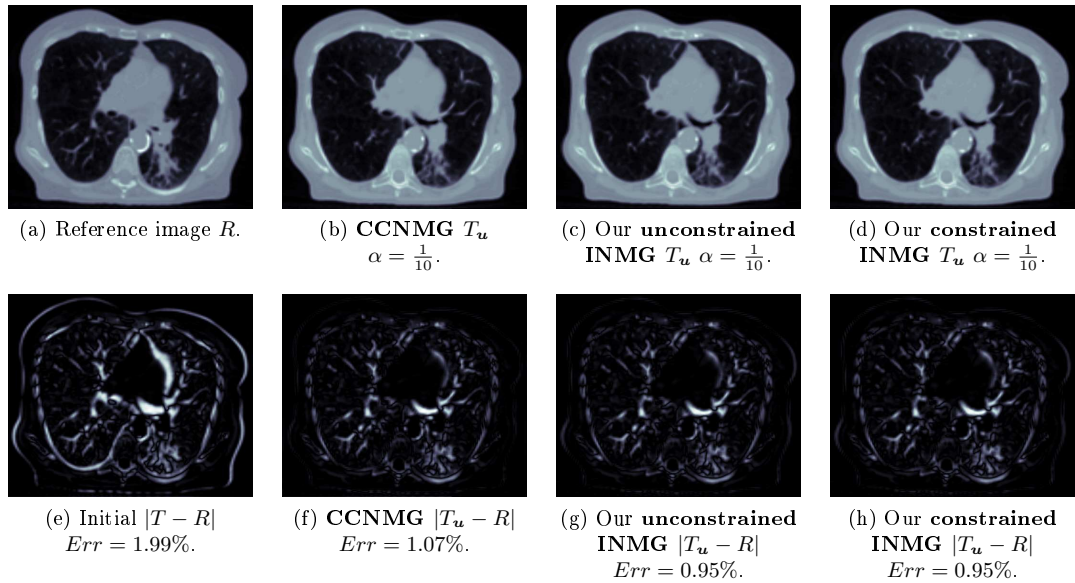 (a) Reference image R.
(b) CCNMG T_u
α = 1/10.
(c) Our unconstrained
INMG T_u α = 1/10.
(d) Our constrained
INMG T_u α = 1/10.
(e) Initial |T − R|
Err = 1.99%.
(f) CCNMG |T_u − R|
Err = 1.07%.
(g) Our unconstrained
INMG |T_u − R|
Err = 0.95%.
(h) Our constrained
INMG |T_u − R|
Err = 0.95%.